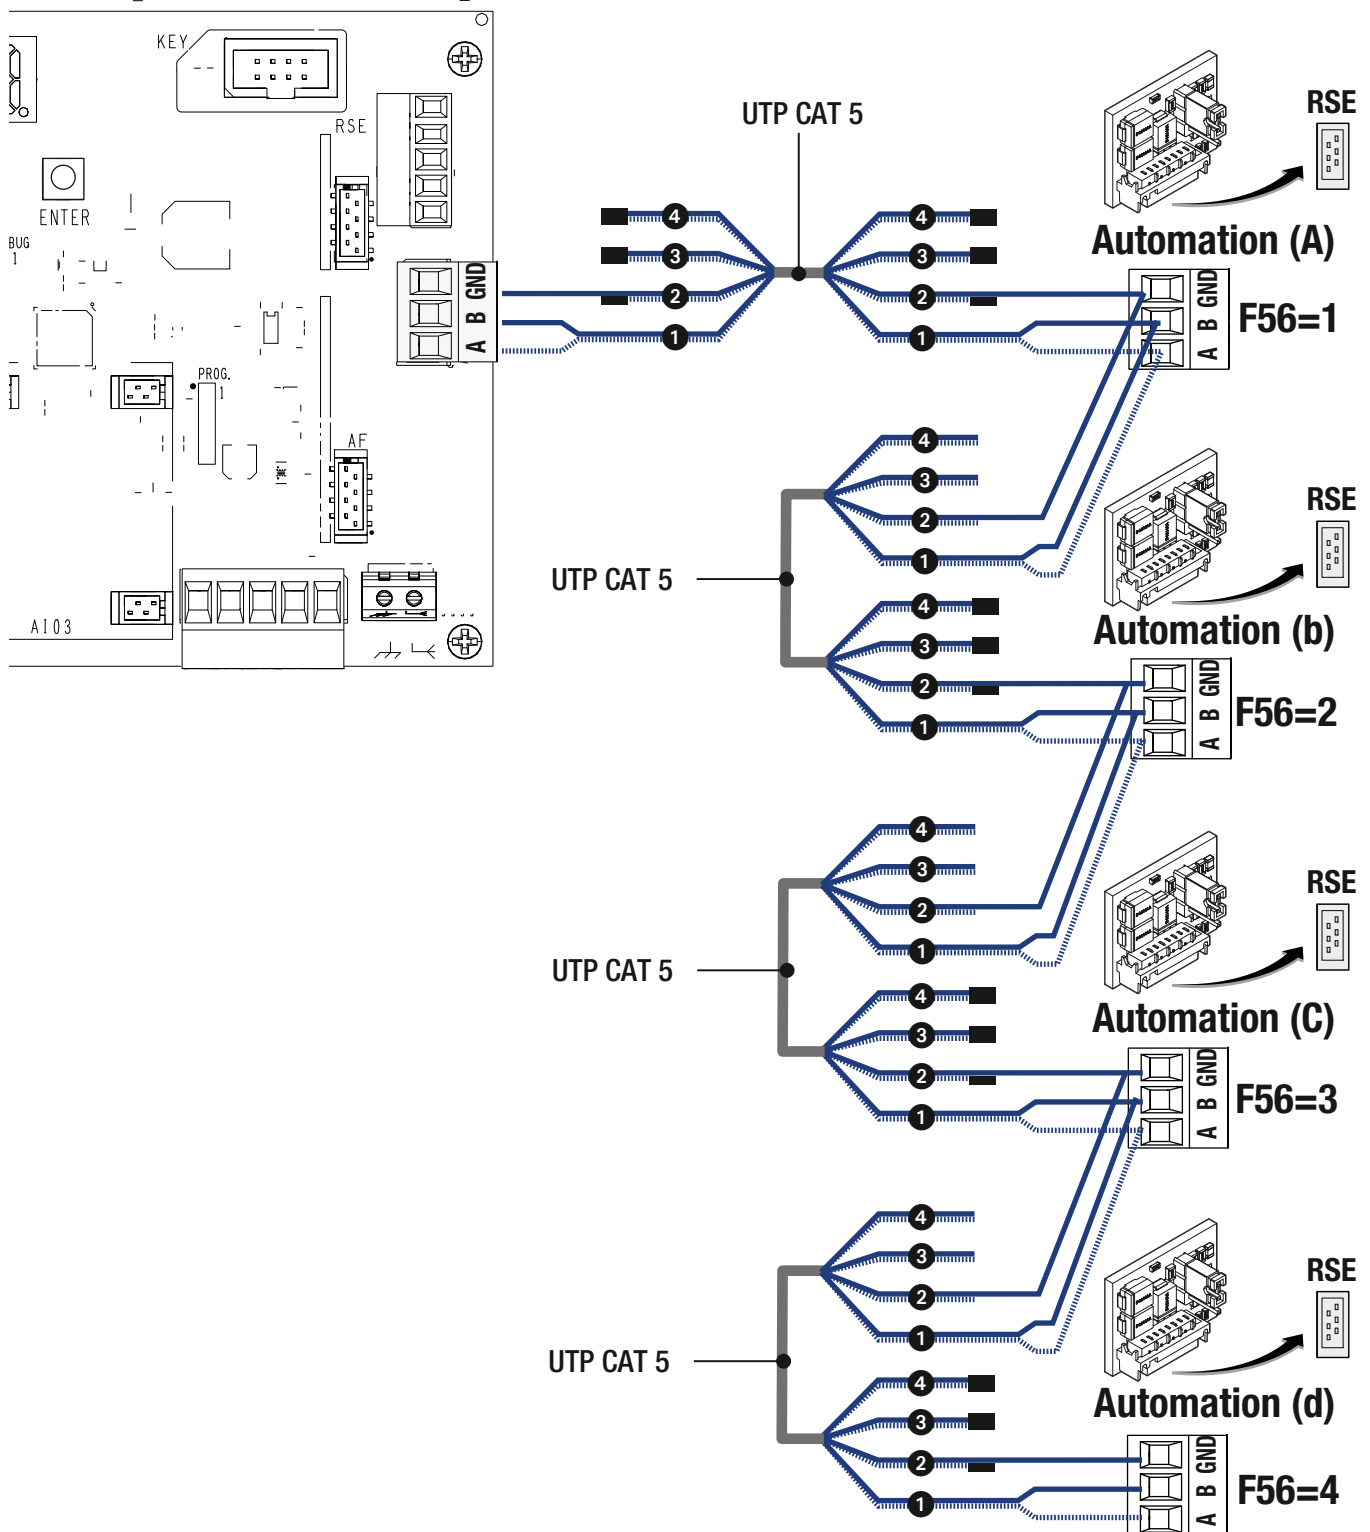 KEY
RSE
ENTER
BUG
1
GND
B
A
PROG.
1
AF
AI03
UTP CAT 5
4
3
2
1
4
3
2
1
RSE
Automation (A)
GND
B
A
F56=1
4
3
2
1
UTP CAT 5
4
3
2
1
RSE
Automation (b)
GND
B
A
F56=2
4
3
2
1
UTP CAT 5
4
3
2
1
RSE
Automation (C)
GND
B
A
F56=3
4
3
2
1
UTP CAT 5
4
3
2
1
RSE
Automation (d)
GND
B
A
F56=4